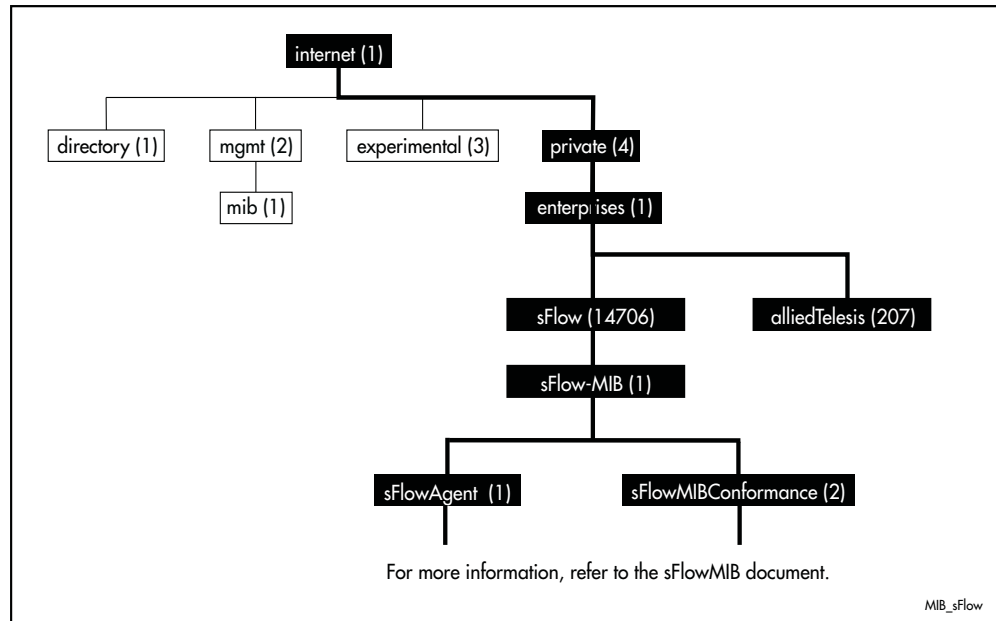 internet (1)
directory (1)
mgmt (2)
experimental (3)
private (4)
mib (1)
enterprises (1)
sFlow (14706)
alliedTelesis (207)
sFlow-MIB (1)
sFlowAgent (1)
sFlowMIBConformance (2)
For more information, refer to the sFlowMIB document.
MIB_sFlow